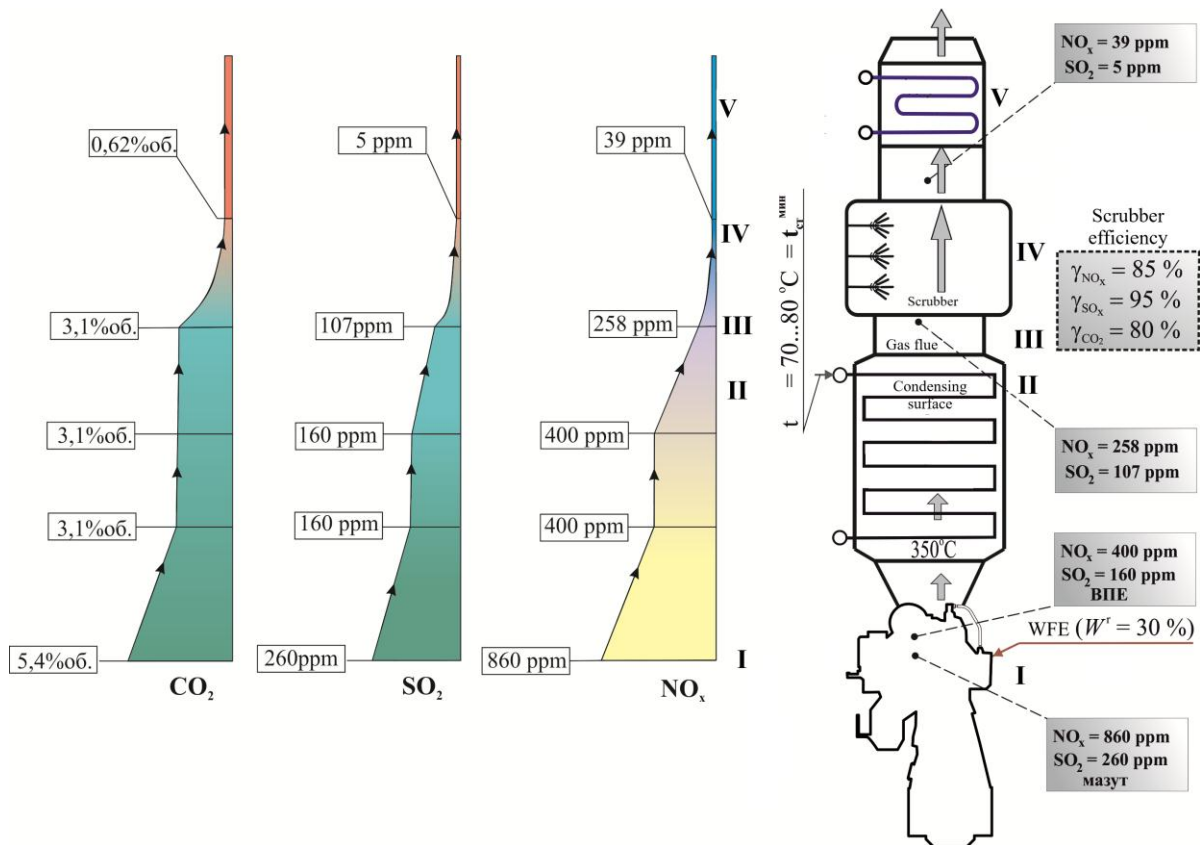 0,62%об.
3,1%об.
3,1%об.
3,1%об.
5,4%об.
CO₂
5 ppm
107ppm
160 ppm
160 ppm
260ppm
SO₂
39 ppm
258 ppm
400 ppm
400 ppm
860 ppm
NOₓ
V
IV
III
II
I
t = 70...80 °C = t_ст^мин
V
IV
Scrubber
III
Gas flue
II
Condensing
surface
350°C
I
NOₓ = 39 ppm
SO₂ = 5 ppm
Scrubber
efficiency
γ_NOₓ = 85 %
γ_SOₓ = 95 %
γ_CO₂ = 80 %
NOₓ = 258 ppm
SO₂ = 107 ppm
NOₓ = 400 ppm
SO₂ = 160 ppm
ВПЕ
WFE (Wʳ = 30 %)
NOₓ = 860 ppm
SO₂ = 260 ppm
мазут